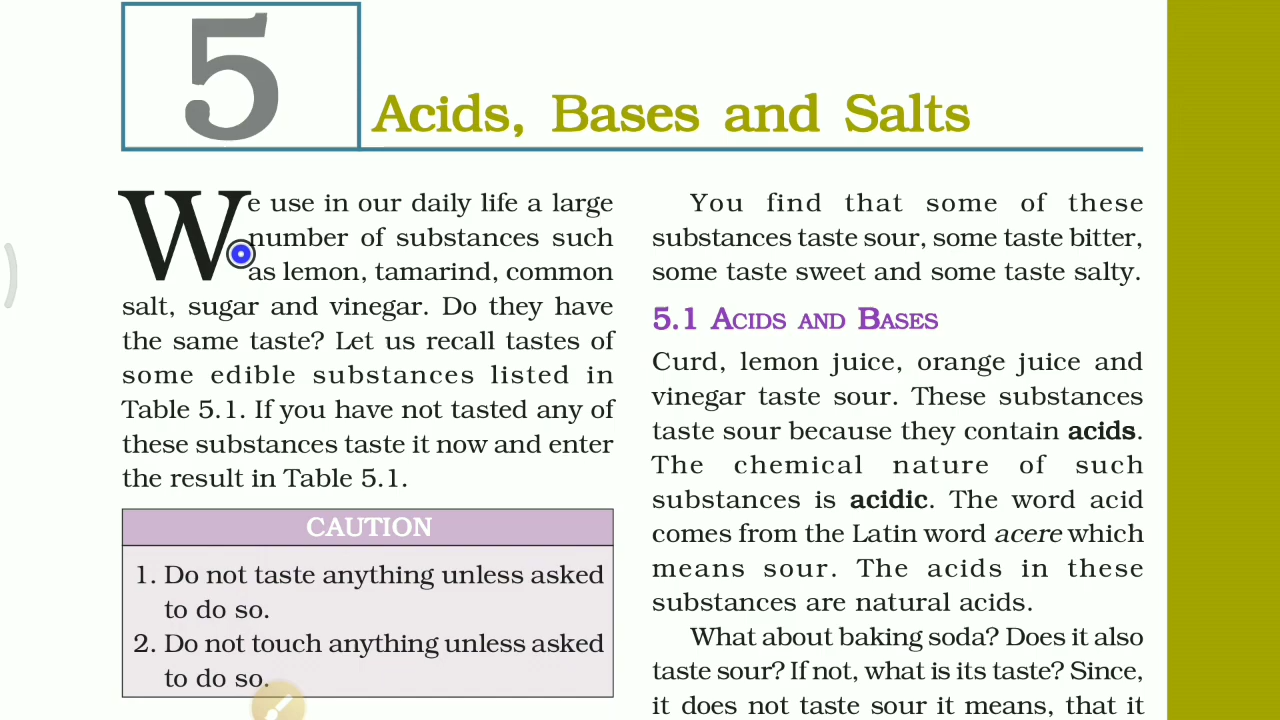 5
Acids, Bases and Salts
We use in our daily life a large
number of substances such
as lemon, tamarind, common
salt, sugar and vinegar. Do they have
the same taste? Let us recall tastes of
some edible substances listed in
Table 5.1. If you have not tasted any of
these substances taste it now and enter
the result in Table 5.1.
CAUTION
1. Do not taste anything unless asked
to do so.
2. Do not touch anything unless asked
to do so.
You find that some of these
substances taste sour, some taste bitter,
some taste sweet and some taste salty.
5.1 ACIDS AND BASES
Curd, lemon juice, orange juice and
vinegar taste sour. These substances
taste sour because they contain acids.
The chemical nature of such
substances is acidic. The word acid
comes from the Latin word acere which
means sour. The acids in these
substances are natural acids.
What about baking soda? Does it also
taste sour? If not, what is its taste? Since,
it does not taste sour it means, that it